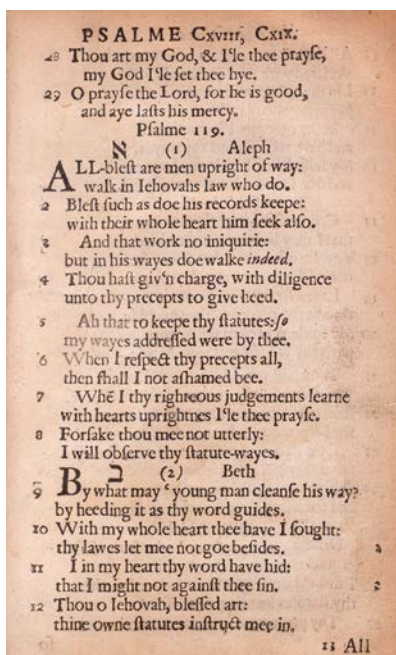 PSALME CXVIII, CXIX.
28 Thou art my God, & I'le thee prayſe,
my God I'le ſet thee hye.
29 O prayſe the Lord, for he is good,
and aye laſts his mercy.
Pſalme 119.
א (1) Aleph
ALL-bleſt are men upright of way:
walk in Iehovahs law who do.
2 Bleſt ſuch as doe his records keepe:
with their whole heart him ſeek alſo.
3 And that work no iniquitie:
but in his wayes doe walke indeed.
4 Thou haſt giv'n charge, with diligence
unto thy precepts to give heed.
5 Ah that to keepe thy ſtatutes: ſo
my wayes addreſſed were by thee.
6 When I reſpect thy precepts all,
then ſhall I not aſhamed bee.
7 Whē I thy righteous judgements learne
with hearts uprightnes I'le thee prayſe.
8 Forſake thou mee not utterly:
I will obſerve thy ſtatute-wayes.
ב (2) Beth
9 By what may ʿ young man cleanſe his way?
by heeding it as thy word guides.
10 With my whole heart thee have I ſought:
thy lawes let mee not goe beſides.
11 I in my heart thy word have hid:
that I might not againſt thee ſin.
12 Thou o Iehovah, bleſſed art:
thine owne ſtatutes inſtruct mee in.
13 All